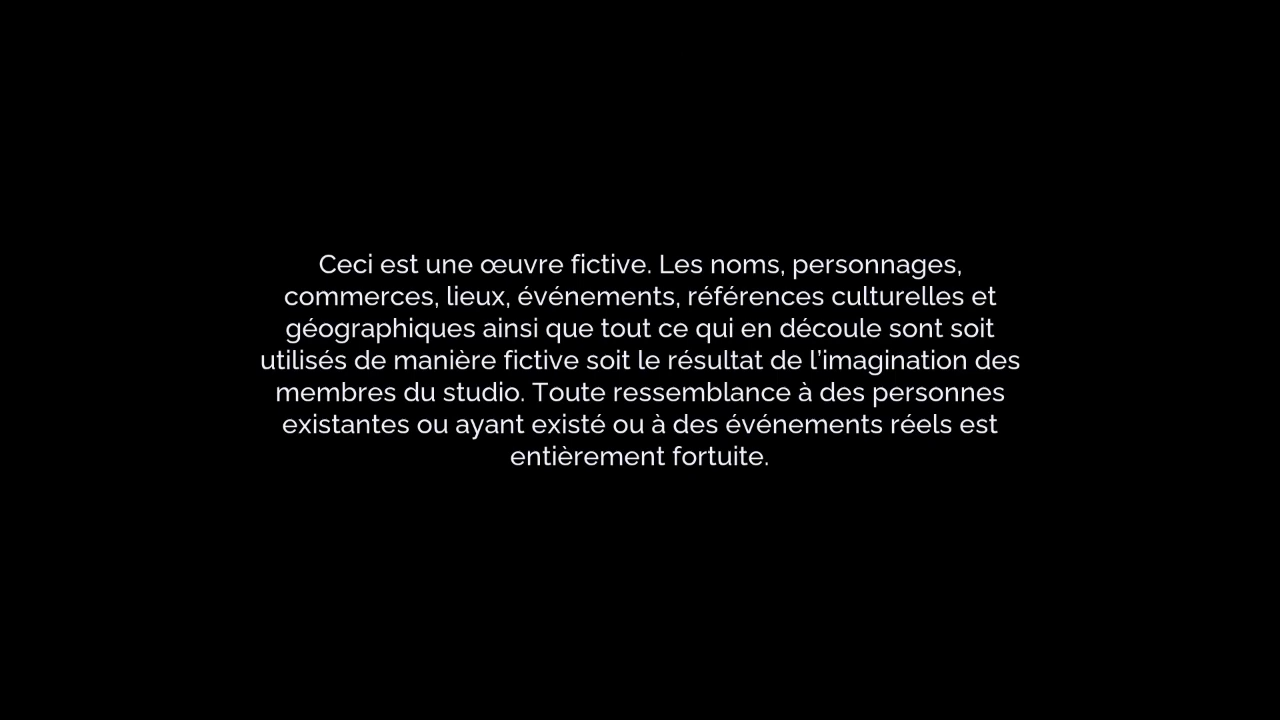 Ceci est une œuvre fictive. Les noms, personnages,
commerces, lieux, événements, références culturelles et
géographiques ainsi que tout ce qui en découle sont soit
utilisés de manière fictive soit le résultat de l’imagination des
membres du studio. Toute ressemblance à des personnes
existantes ou ayant existé ou à des événements réels est
entièrement fortuite.